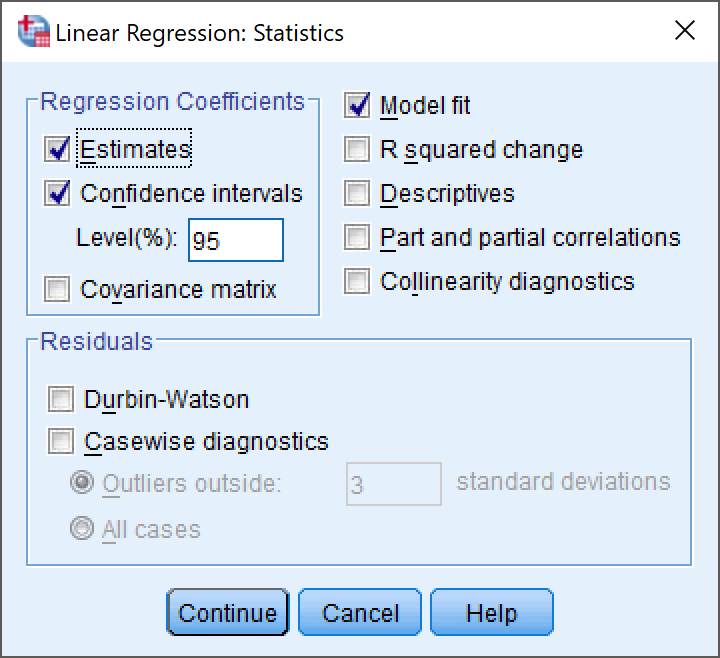 Linear Regression: Statistics
Regression Coefficients
Estimates
Confidence intervals
Level(%): 95
Covariance matrix
Model fit
R squared change
Descriptives
Part and partial correlations
Collinearity diagnostics
Residuals
Durbin-Watson
Casewise diagnostics
Outliers outside: 3 standard deviations
All cases
Continue Cancel Help